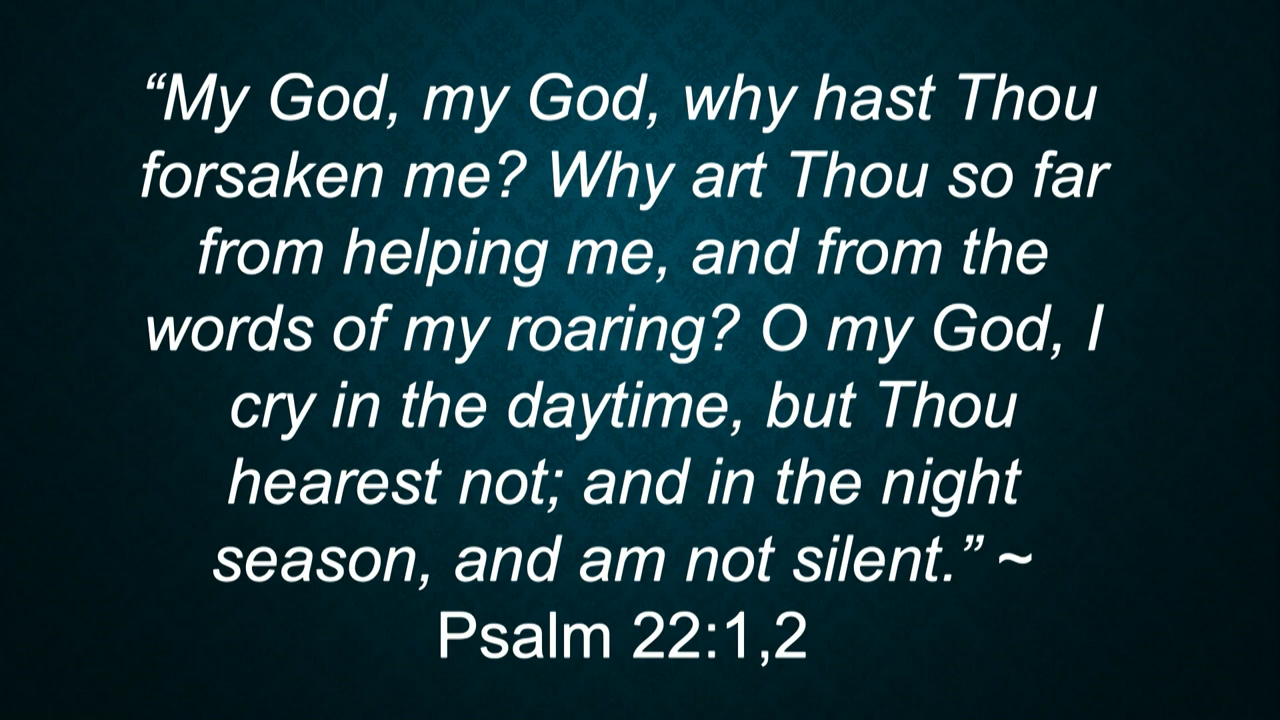 “My God, my God, why hast Thou
forsaken me? Why art Thou so far
from helping me, and from the
words of my roaring? O my God, I
cry in the daytime, but Thou
hearest not; and in the night
season, and am not silent.” ~
Psalm 22:1,2